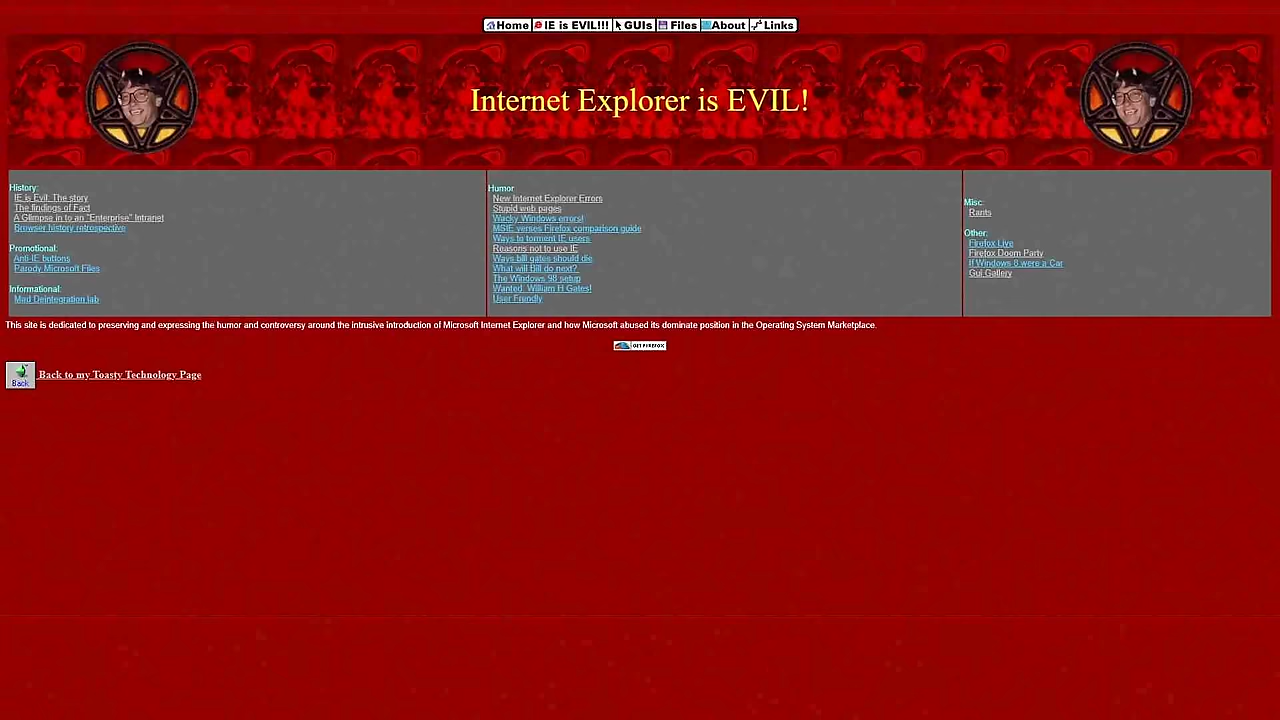 Home IE is EVIL!!! GUIs Files About Links
Internet Explorer is EVIL!
History:
IE is Evil: The story
The findings of Fact
A Glimpse in to an "Enterprise" Intranet
Browser history retrospective
Promotional:
Anti-IE buttons
Parody Microsoft Files
Informational:
Mad Deintegration lab
Humor
New Internet Explorer Errors
Stupid web pages
Wacky Windows errors!
MSIE verses Firefox comparison guide
Ways to torment IE users
Reasons not to use IE
Ways bill gates should die
What will Bill do next?
The Windows 98 setup
Wanted: William H Gates!
User Frendly
Misc:
Rants
Other:
Firefox Live
Firefox Doom Party
If Windows 8 were a Car
Gui Gallery
This site is dedicated to preserving and expressing the humor and controversy around the intrusive introduction of Microsoft Internet Explorer and how Microsoft abused its dominate position in the Operating System Marketplace.
GET FIREFOX
Back
Back to my Toasty Technology Page